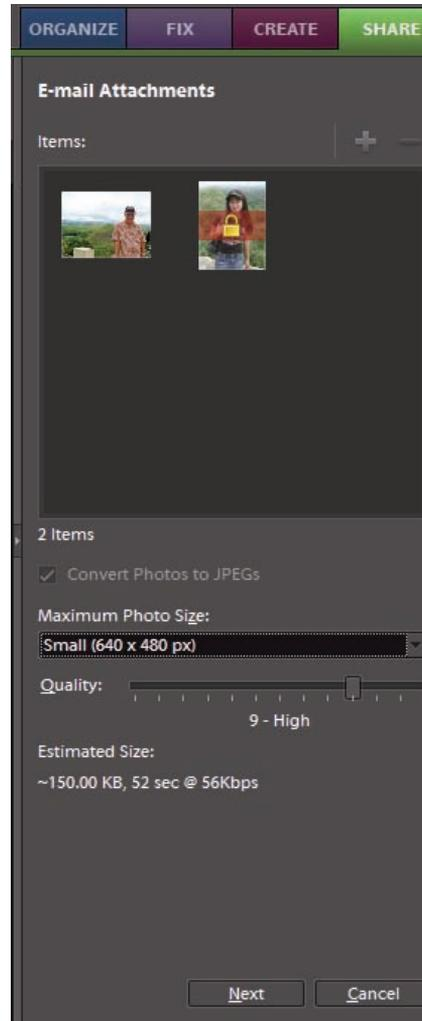 ORGANIZE FIX CREATE SHARE
E-mail Attachments
Items:
2 Items
Convert Photos to JPEGs
Maximum Photo Size:
Small (640 x 480 px)
Quality:
9 - High
Estimated Size:
~150.00 KB, 52 sec @ 56Kbps
Next Cancel